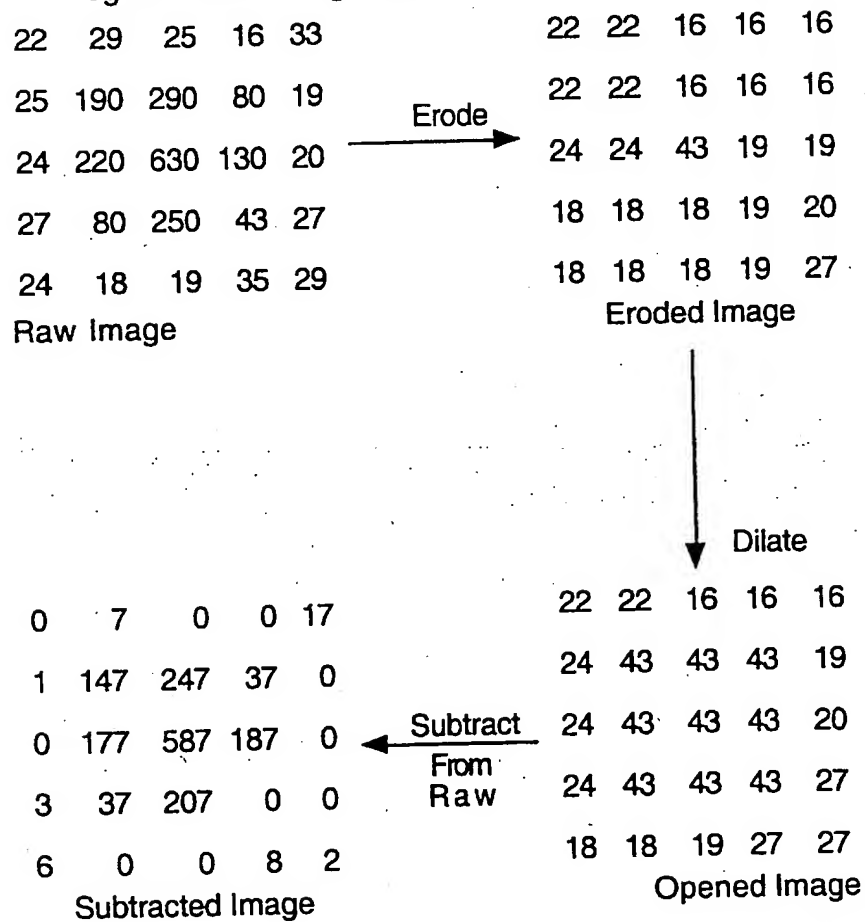 22 29 25 16 33
25 190 290 80 19
24 220 630 130 20
27 80 250 43 27
24 18 19 35 29
Raw Image
Erode
22 22 16 16 16
22 22 16 16 16
24 24 43 19 19
18 18 18 19 20
18 18 18 19 27
Eroded Image
Dilate
22 22 16 16 16
24 43 43 43 19
24 43 43 43 20
24 43 43 43 27
18 18 19 27 27
Opened Image
Subtract
From
Raw
0 7 0 0 17
1 147 247 37 0
0 177 587 187 0
3 37 207 0 0
6 0 0 8 2
Subtracted Image